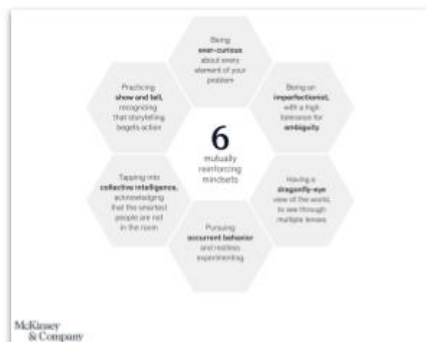 Being
ever-curious
about every
element of your
problem
Being an
imperfectionist,
with a high
tolerance for
ambiguity
Having a
dragonfly-eye
view of the world,
to see through
multiple lenses
Pursuing
occurrent behavior
and restless
experimenting
Tapping into
collective intelligence,
acknowledging
that the smartest
people are not
in the room
Practicing
show and tell,
recognizing
that storytelling
begets action
6
mutually
reinforcing
mindsets
McKinsey
& Company